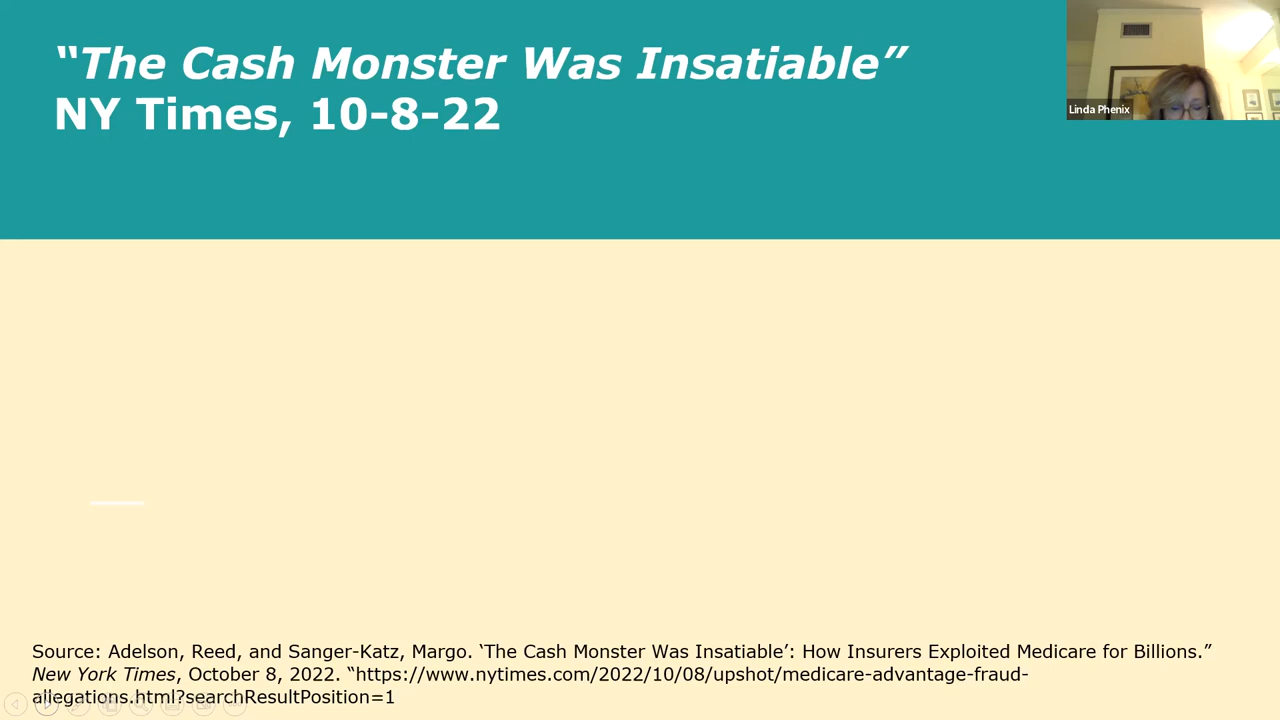 “The Cash Monster Was Insatiable”
NY Times, 10-8-22
Linda Phenix
Source: Adelson, Reed, and Sanger-Katz, Margo. ‘The Cash Monster Was Insatiable’: How Insurers Exploited Medicare for Billions.”
New York Times, October 8, 2022. “https://www.nytimes.com/2022/10/08/upshot/medicare-advantage-fraud-
allegations.html?searchResultPosition=1